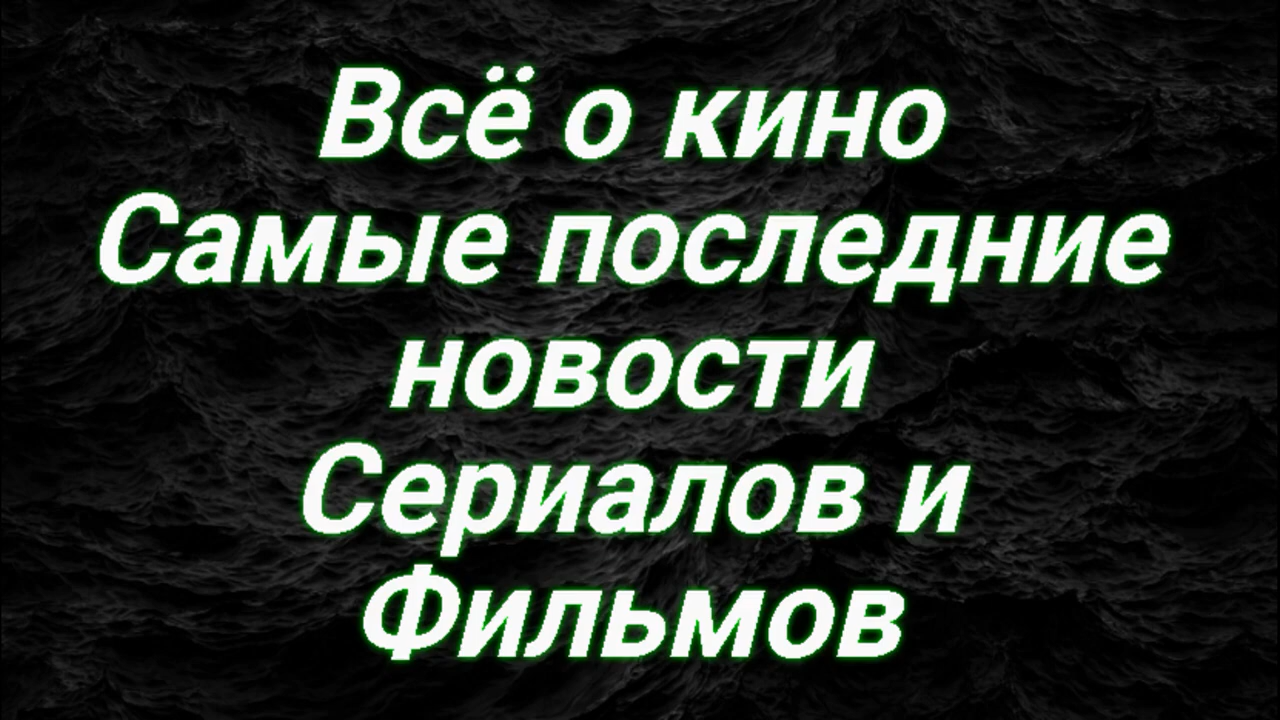 Всё о кино
Самые последние
новости
Сериалов и
Фильмов